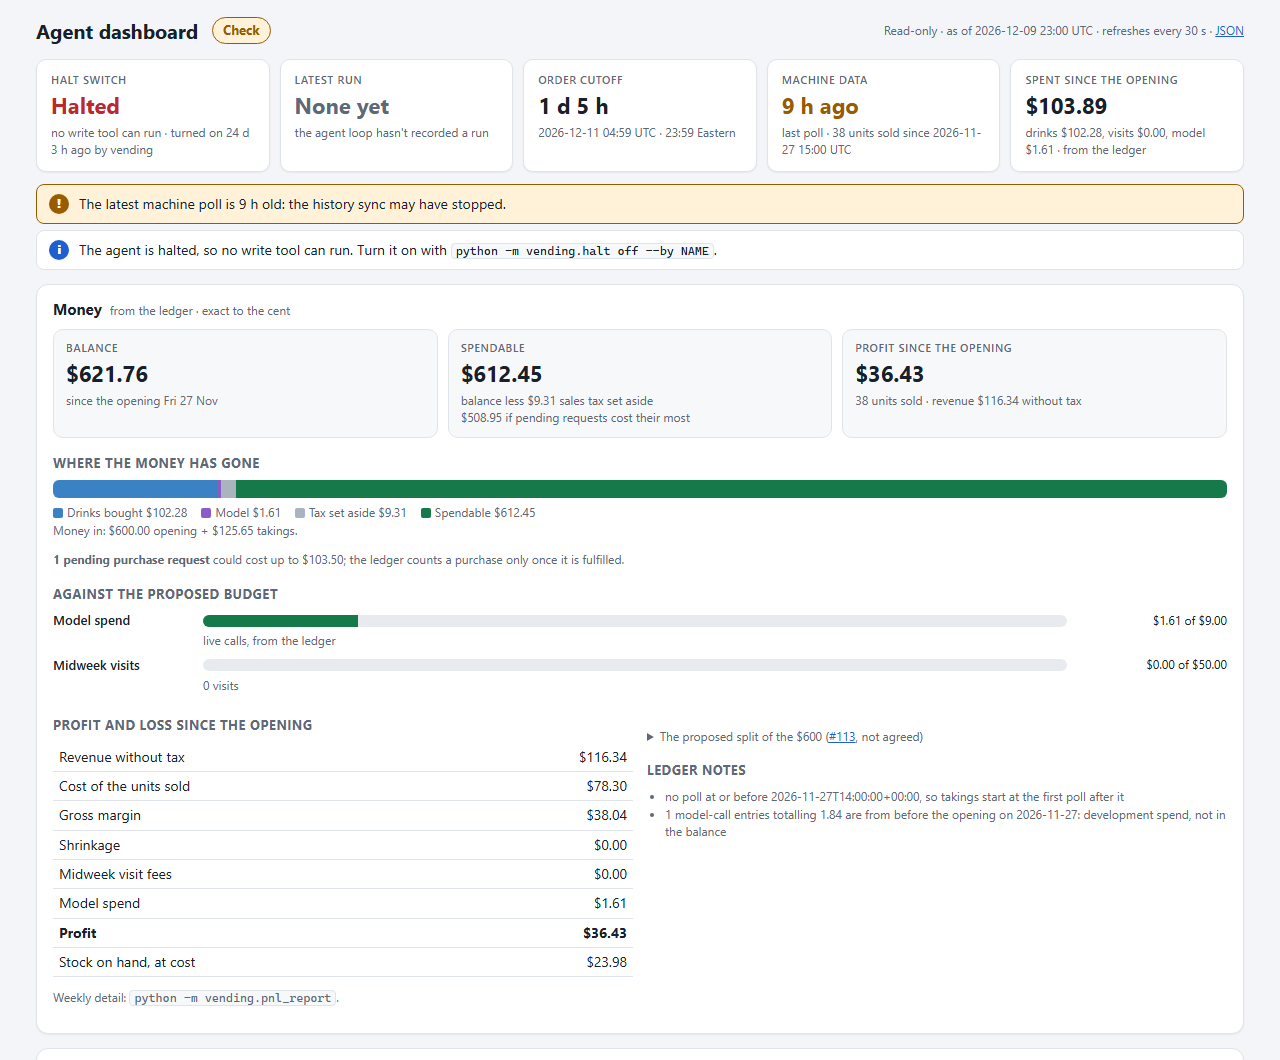 Agent dashboard
Check
Read-only · as of 2026-12-09 23:00 UTC · refreshes every 30 s · JSON
HALT SWITCH
Halted
no write tool can run · turned on 24 d
3 h ago by vending
LATEST RUN
None yet
the agent loop hasn't recorded a run
ORDER CUTOFF
1 d 5 h
2026-12-11 04:59 UTC · 23:59 Eastern
MACHINE DATA
9 h ago
last poll · 38 units sold since 2026-11-
27 15:00 UTC
SPENT SINCE THE OPENING
$103.89
drinks $102.28, visits $0.00, model
$1.61 · from the ledger
The latest machine poll is 9 h old: the history sync may have stopped.
The agent is halted, so no write tool can run. Turn it on with python -m vending.halt off --by NAME.
Money from the ledger · exact to the cent
BALANCE
$621.76
since the opening Fri 27 Nov
SPENDABLE
$612.45
balance less $9.31 sales tax set aside
$508.95 if pending requests cost their most
PROFIT SINCE THE OPENING
$36.43
38 units sold · revenue $116.34 without tax
WHERE THE MONEY HAS GONE
Drinks bought $102.28 Model $1.61 Tax set aside $9.31 Spendable $612.45
Money in: $600.00 opening + $125.65 takings.
1 pending purchase request could cost up to $103.50; the ledger counts a purchase only once it is fulfilled.
AGAINST THE PROPOSED BUDGET
Model spend $1.61 of $9.00
live calls, from the ledger
Midweek visits $0.00 of $50.00
0 visits
PROFIT AND LOSS SINCE THE OPENING
Revenue without tax $116.34
Cost of the units sold $78.30
Gross margin $38.04
Shrinkage $0.00
Midweek visit fees $0.00
Model spend $1.61
Profit $36.43
Stock on hand, at cost $23.98
Weekly detail: python -m vending.pnl_report.
The proposed split of the $600 (#113, not agreed)
LEDGER NOTES
no poll at or before 2026-11-27T14:00:00+00:00, so takings start at the first poll after it
1 model-call entries totalling 1.84 are from before the opening on 2026-11-27: development spend, not in
the balance